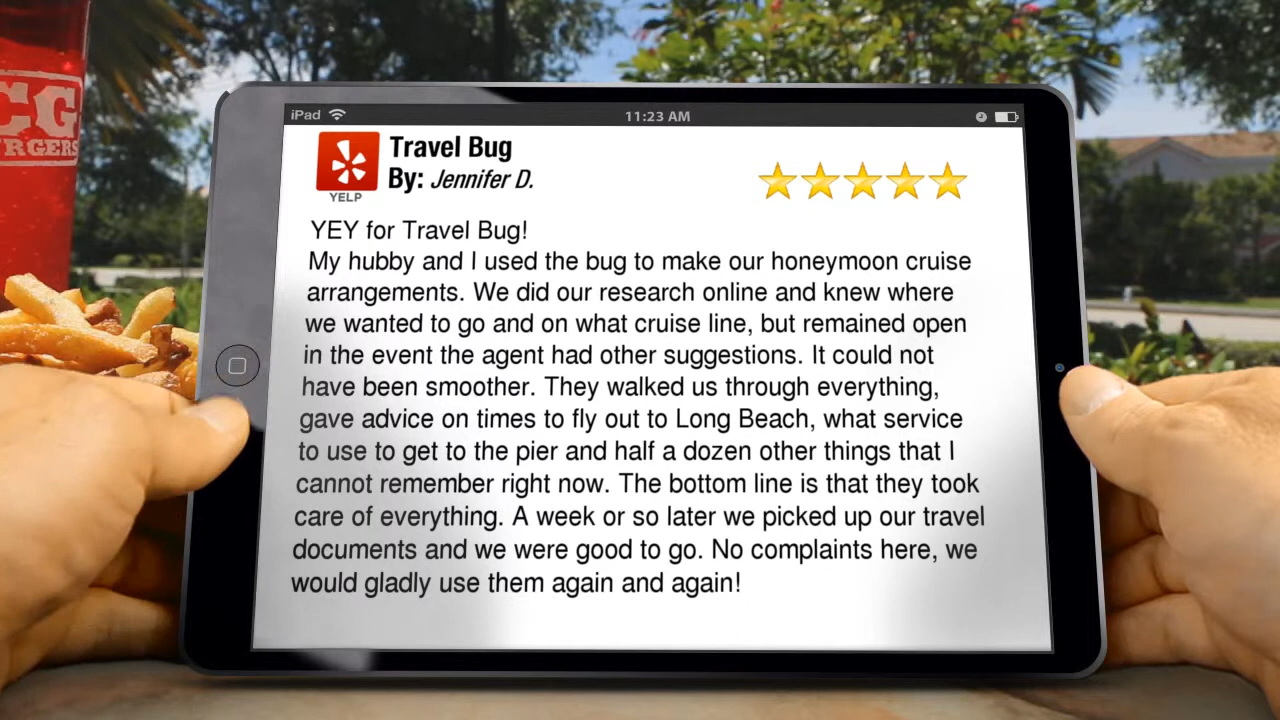 CG
RGERS
iPad
11:23 AM
YELP
Travel Bug
By: Jennifer D.
YEY for Travel Bug!
My hubby and I used the bug to make our honeymoon cruise
arrangements. We did our research online and knew where
we wanted to go and on what cruise line, but remained open
in the event the agent had other suggestions. It could not
have been smoother. They walked us through everything,
gave advice on times to fly out to Long Beach, what service
to use to get to the pier and half a dozen other things that I
cannot remember right now. The bottom line is that they took
care of everything. A week or so later we picked up our travel
documents and we were good to go. No complaints here, we
would gladly use them again and again!